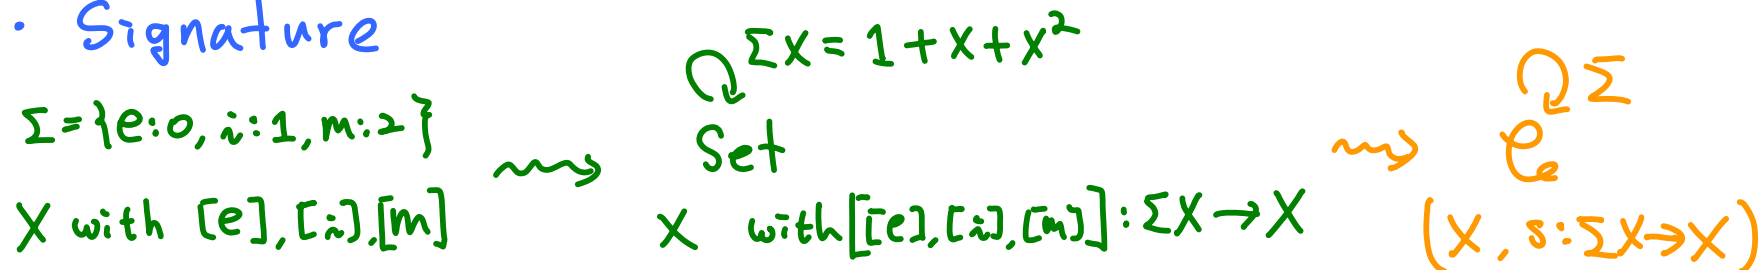 · Signature
ΣX = 1 + X + X²
Σ
Σ = {e:0, i:1, m:2}
Set
C
X with [e], [i], [m]
X with [[e], [i], [m]] : ΣX → X
(X, s : ΣX → X)